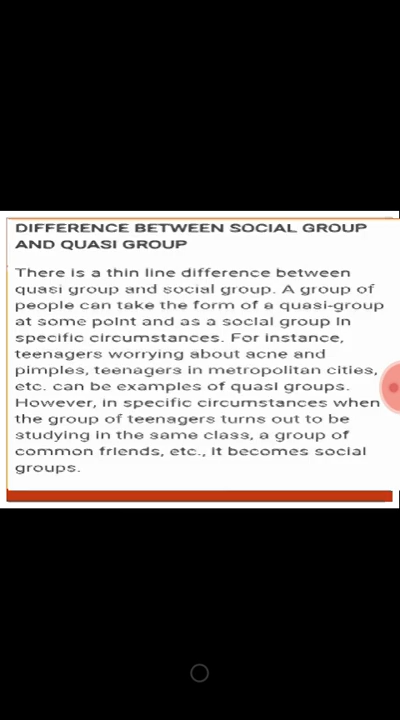 DIFFERENCE BETWEEN SOCIAL GROUP
AND QUASI GROUP
There is a thin line difference between
quasi group and social group. A group of
people can take the form of a quasi-group
at some point and as a social group in
specific circumstances. For instance,
teenagers worrying about acne and
pimples, teenagers in metropolitan cities,
etc. can be examples of quasi groups.
However, in specific circumstances when
the group of teenagers turns out to be
studying in the same class, a group of
common friends, etc., it becomes social
groups.